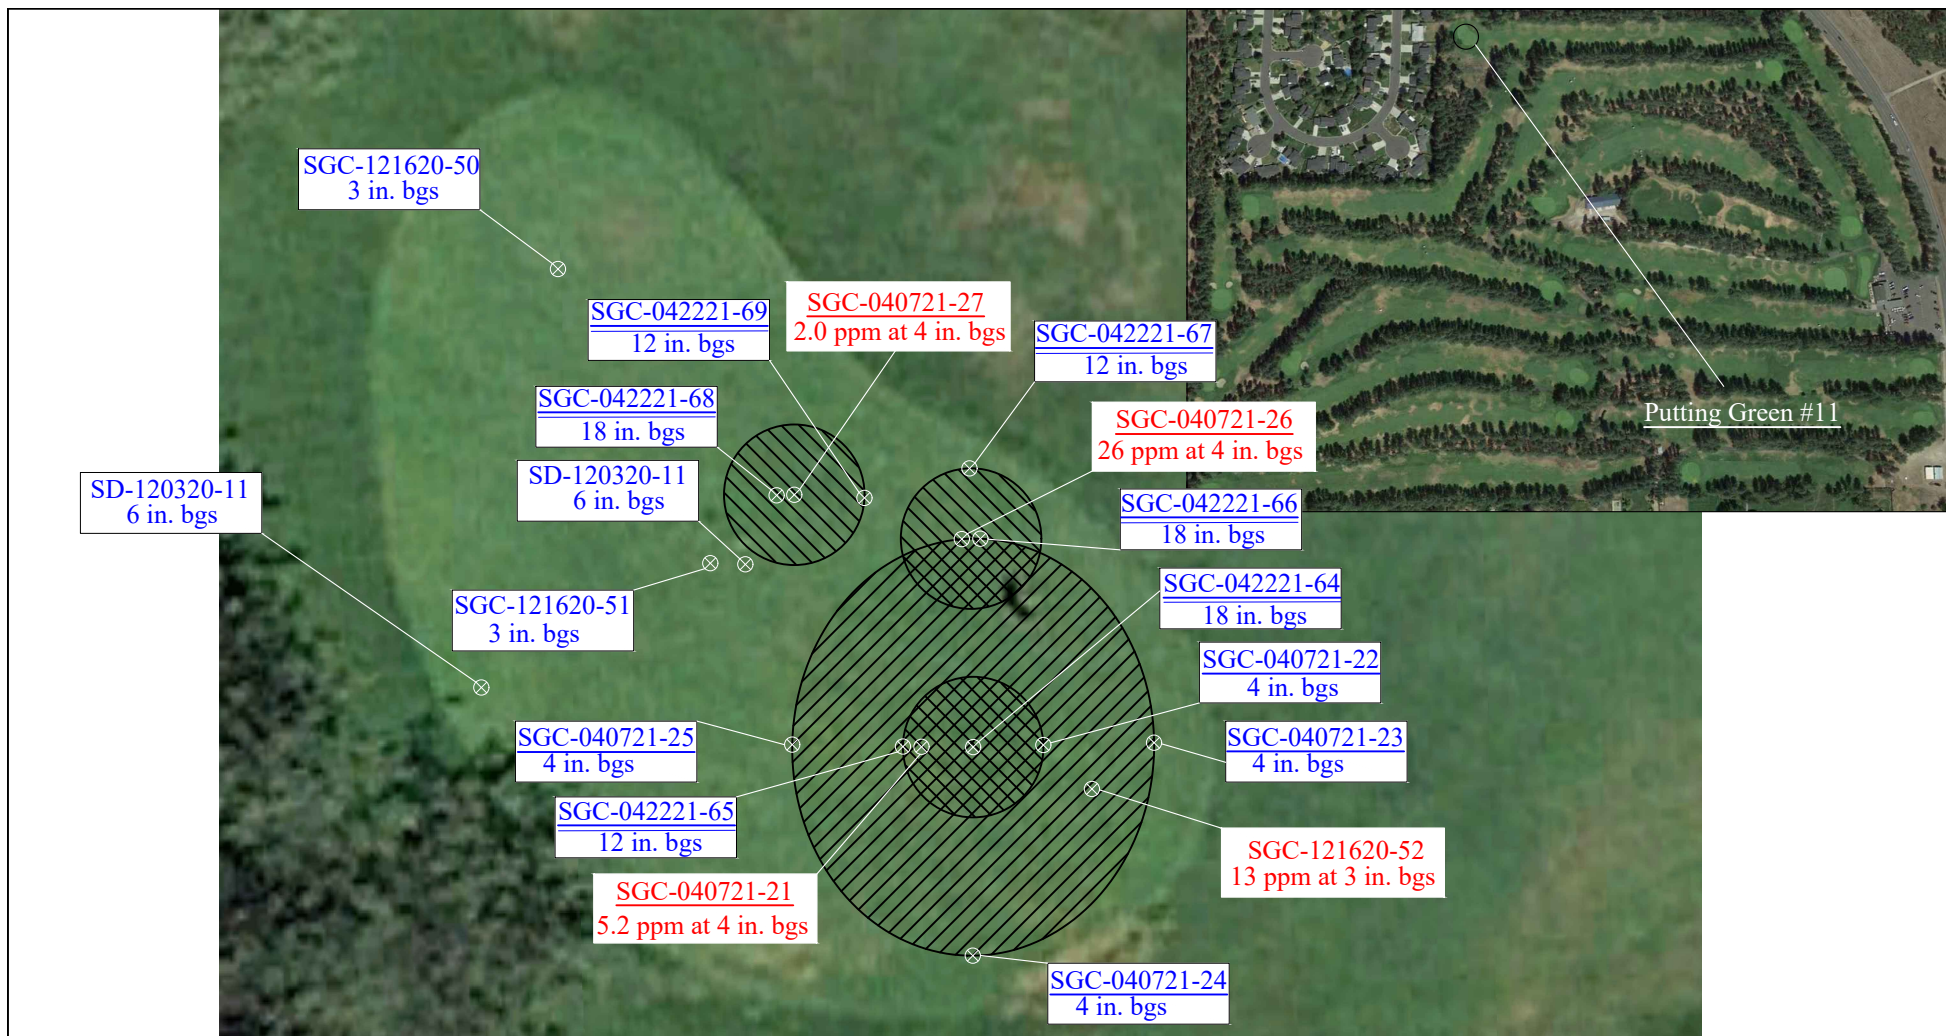 SGC-121620-50
3 in. bgs
SGC-042221-69
12 in. bgs
SGC-040721-27
2.0 ppm at 4 in. bgs
SGC-042221-67
12 in. bgs
SGC-042221-68
18 in. bgs
SGC-040721-26
26 ppm at 4 in. bgs
Putting Green #11
SD-120320-11
6 in. bgs
SD-120320-11
6 in. bgs
SGC-042221-66
18 in. bgs
SGC-121620-51
3 in. bgs
SGC-042221-64
18 in. bgs
SGC-040721-22
4 in. bgs
SGC-040721-25
4 in. bgs
SGC-040721-23
4 in. bgs
SGC-042221-65
12 in. bgs
SGC-121620-52
13 ppm at 3 in. bgs
SGC-040721-21
5.2 ppm at 4 in. bgs
SGC-040721-24
4 in. bgs